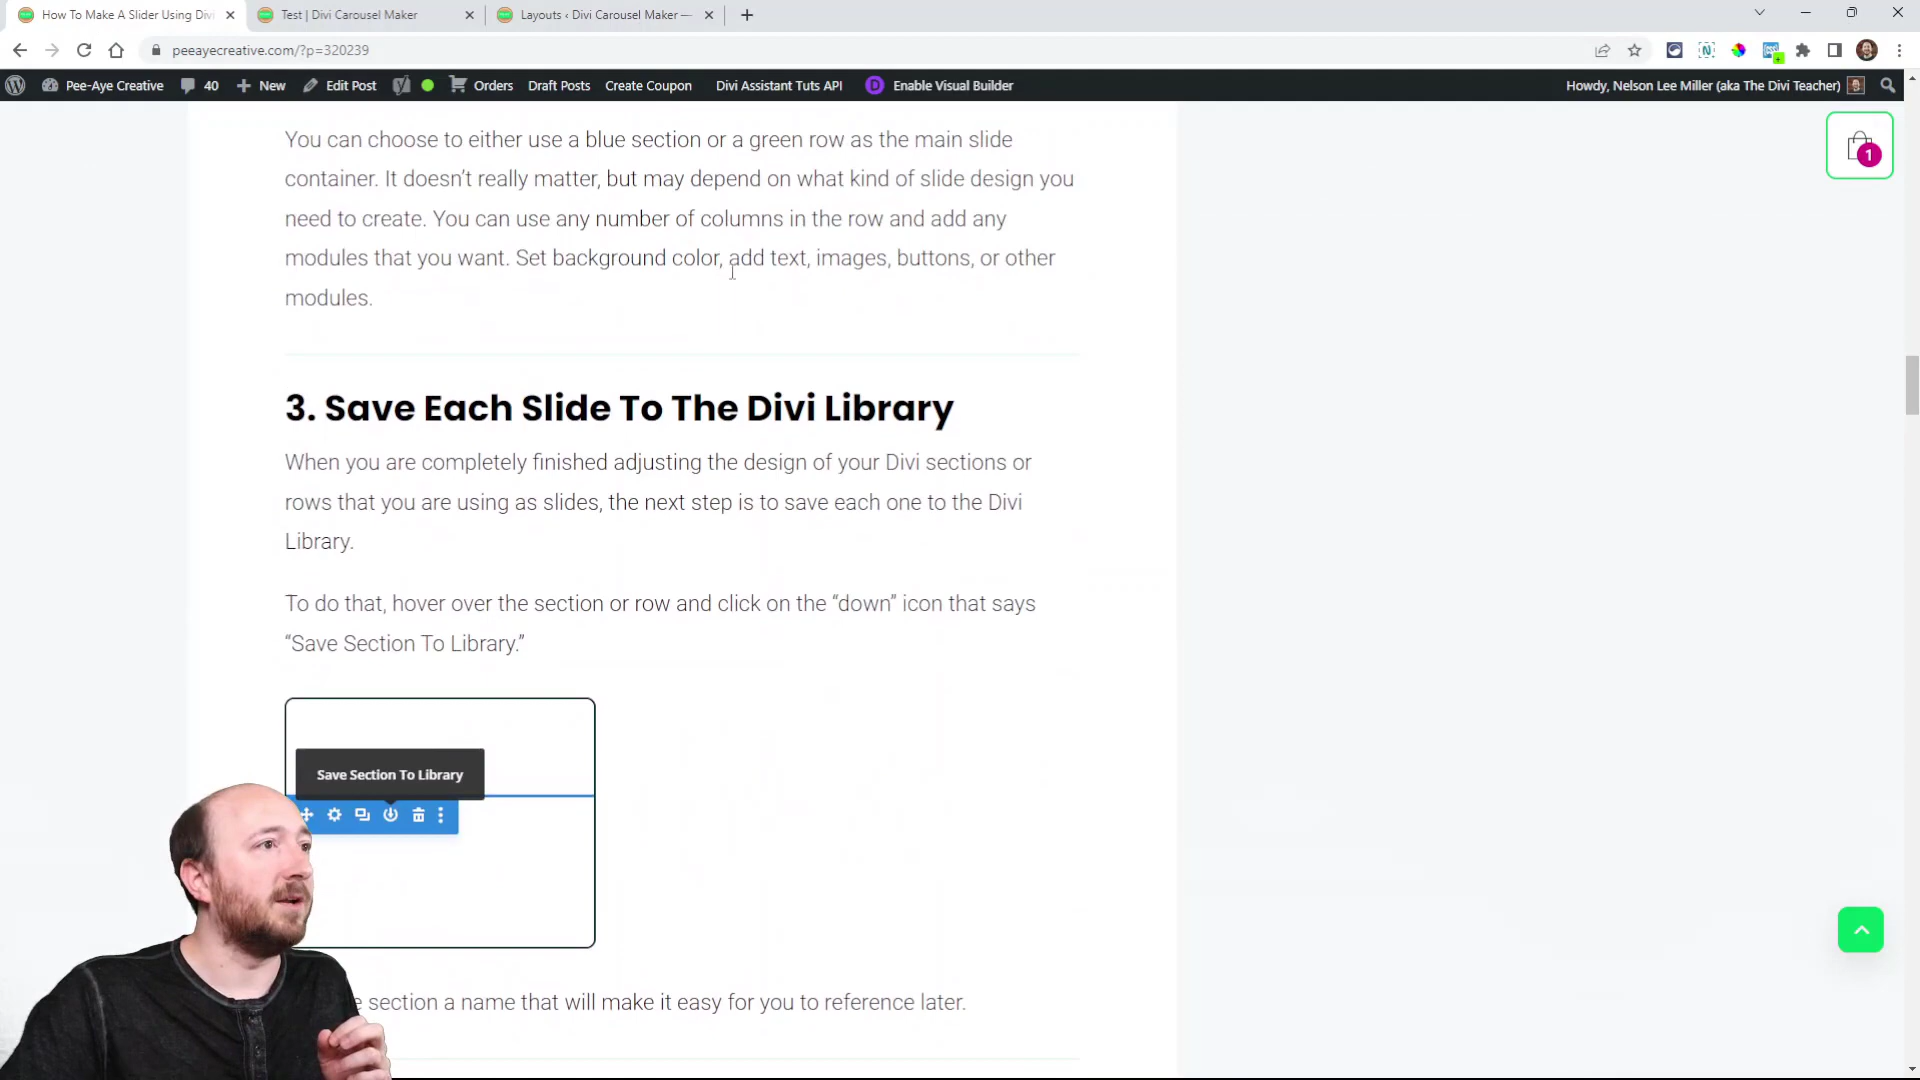 How To Make A Slider Using Divi
Test | Divi Carousel Maker
Layouts ‹ Divi Carousel Maker —
peeayecreative.com/?p=320239
Pee-Aye Creative
40
New
Edit Post
Orders
Draft Posts
Create Coupon
Divi Assistant Tuts API
D
Enable Visual Builder
Howdy, Nelson Lee Miller (aka The Divi Teacher)
1
You can choose to either use a blue section or a green row as the main slide
container. It doesn’t really matter, but may depend on what kind of slide design you
need to create. You can use any number of columns in the row and add any
modules that you want. Set background color, add text, images, buttons, or other
modules.
3. Save Each Slide To The Divi Library
When you are completely finished adjusting the design of your Divi sections or
rows that you are using as slides, the next step is to save each one to the Divi
Library.
To do that, hover over the section or row and click on the “down” icon that says
“Save Section To Library.”
Save Section To Library
section a name that will make it easy for you to reference later.